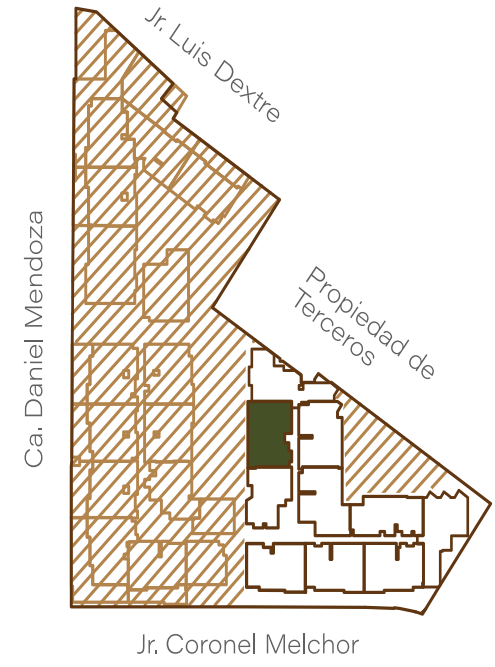 Jr. Luis Dextre
Ca. Daniel Mendoza
Propiedad de
Terceros
Jr. Coronel Melchor